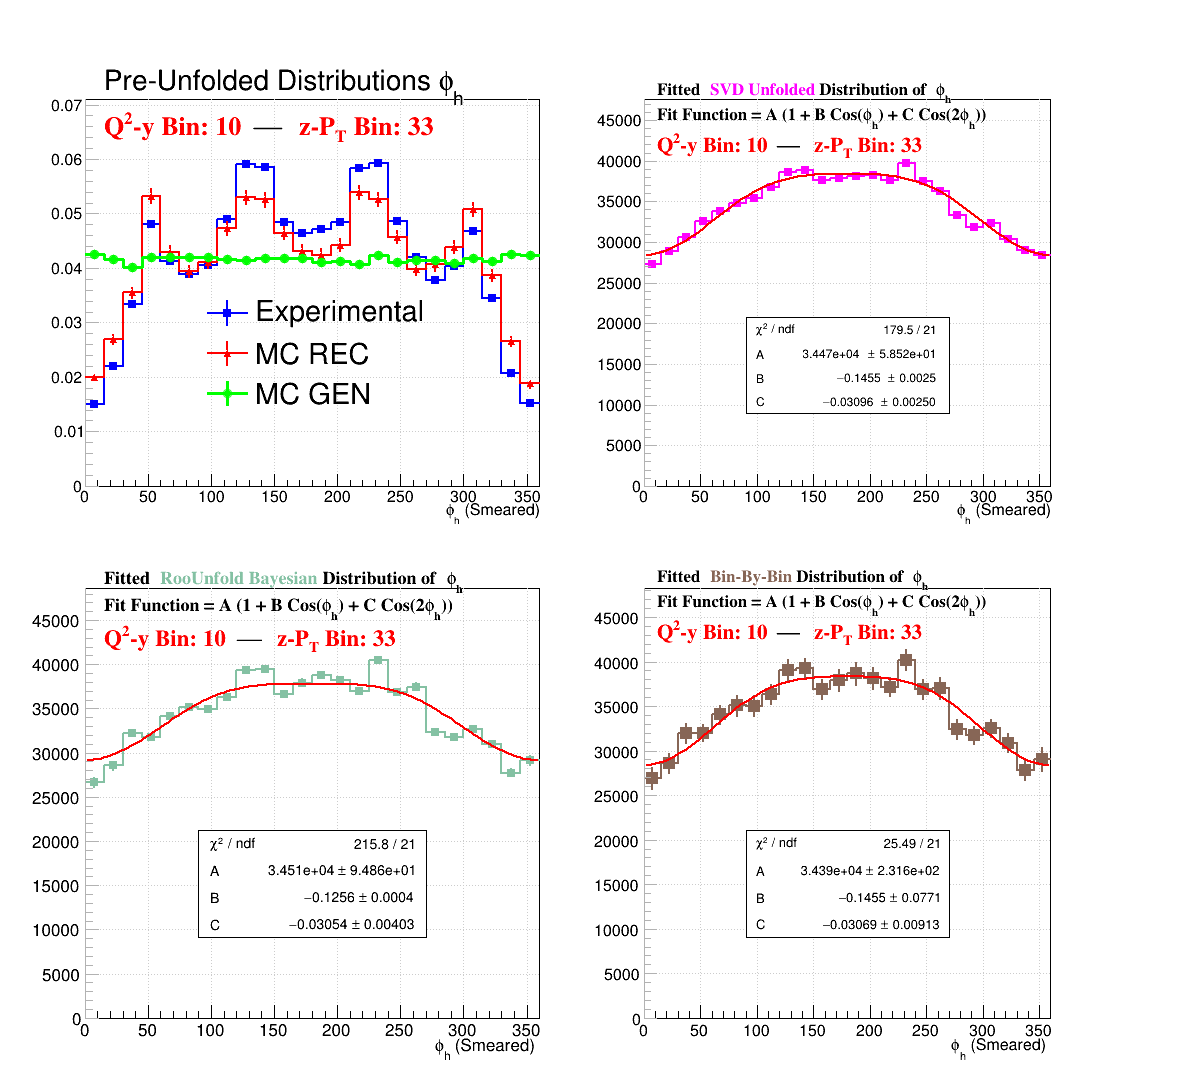 Pre-Unfolded Distributions ϕh
Q²-y Bin: 10 — z-PT Bin: 33
0.07
0.06
0.05
0.04
0.03
0.02
0.01
0
Experimental
MC REC
MC GEN
0 50 100 150 200 250 300 350
ϕh (Smeared)
Fitted SVD Unfolded Distribution of ϕh
Fit Function = A (1 + B Cos(ϕh) + C Cos(2ϕh))
Q²-y Bin: 10 — z-PT Bin: 33
45000
40000
35000
30000
25000
20000
15000
10000
5000
0
χ² / ndf 179.5 / 21
A 3.447e+04 ± 5.852e+01
B −0.1455 ± 0.0025
C −0.03096 ± 0.00250
0 50 100 150 200 250 300 350
ϕh (Smeared)
Fitted RooUnfold Bayesian Distribution of ϕh
Fit Function = A (1 + B Cos(ϕh) + C Cos(2ϕh))
Q²-y Bin: 10 — z-PT Bin: 33
45000
40000
35000
30000
25000
20000
15000
10000
5000
0
χ² / ndf 215.8 / 21
A 3.451e+04 ± 9.486e+01
B −0.1256 ± 0.0004
C −0.03054 ± 0.00403
0 50 100 150 200 250 300 350
ϕh (Smeared)
Fitted Bin-By-Bin Distribution of ϕh
Fit Function = A (1 + B Cos(ϕh) + C Cos(2ϕh))
Q²-y Bin: 10 — z-PT Bin: 33
45000
40000
35000
30000
25000
20000
15000
10000
5000
0
χ² / ndf 25.49 / 21
A 3.439e+04 ± 2.316e+02
B −0.1455 ± 0.0771
C −0.03069 ± 0.00913
0 50 100 150 200 250 300 350
ϕh (Smeared)